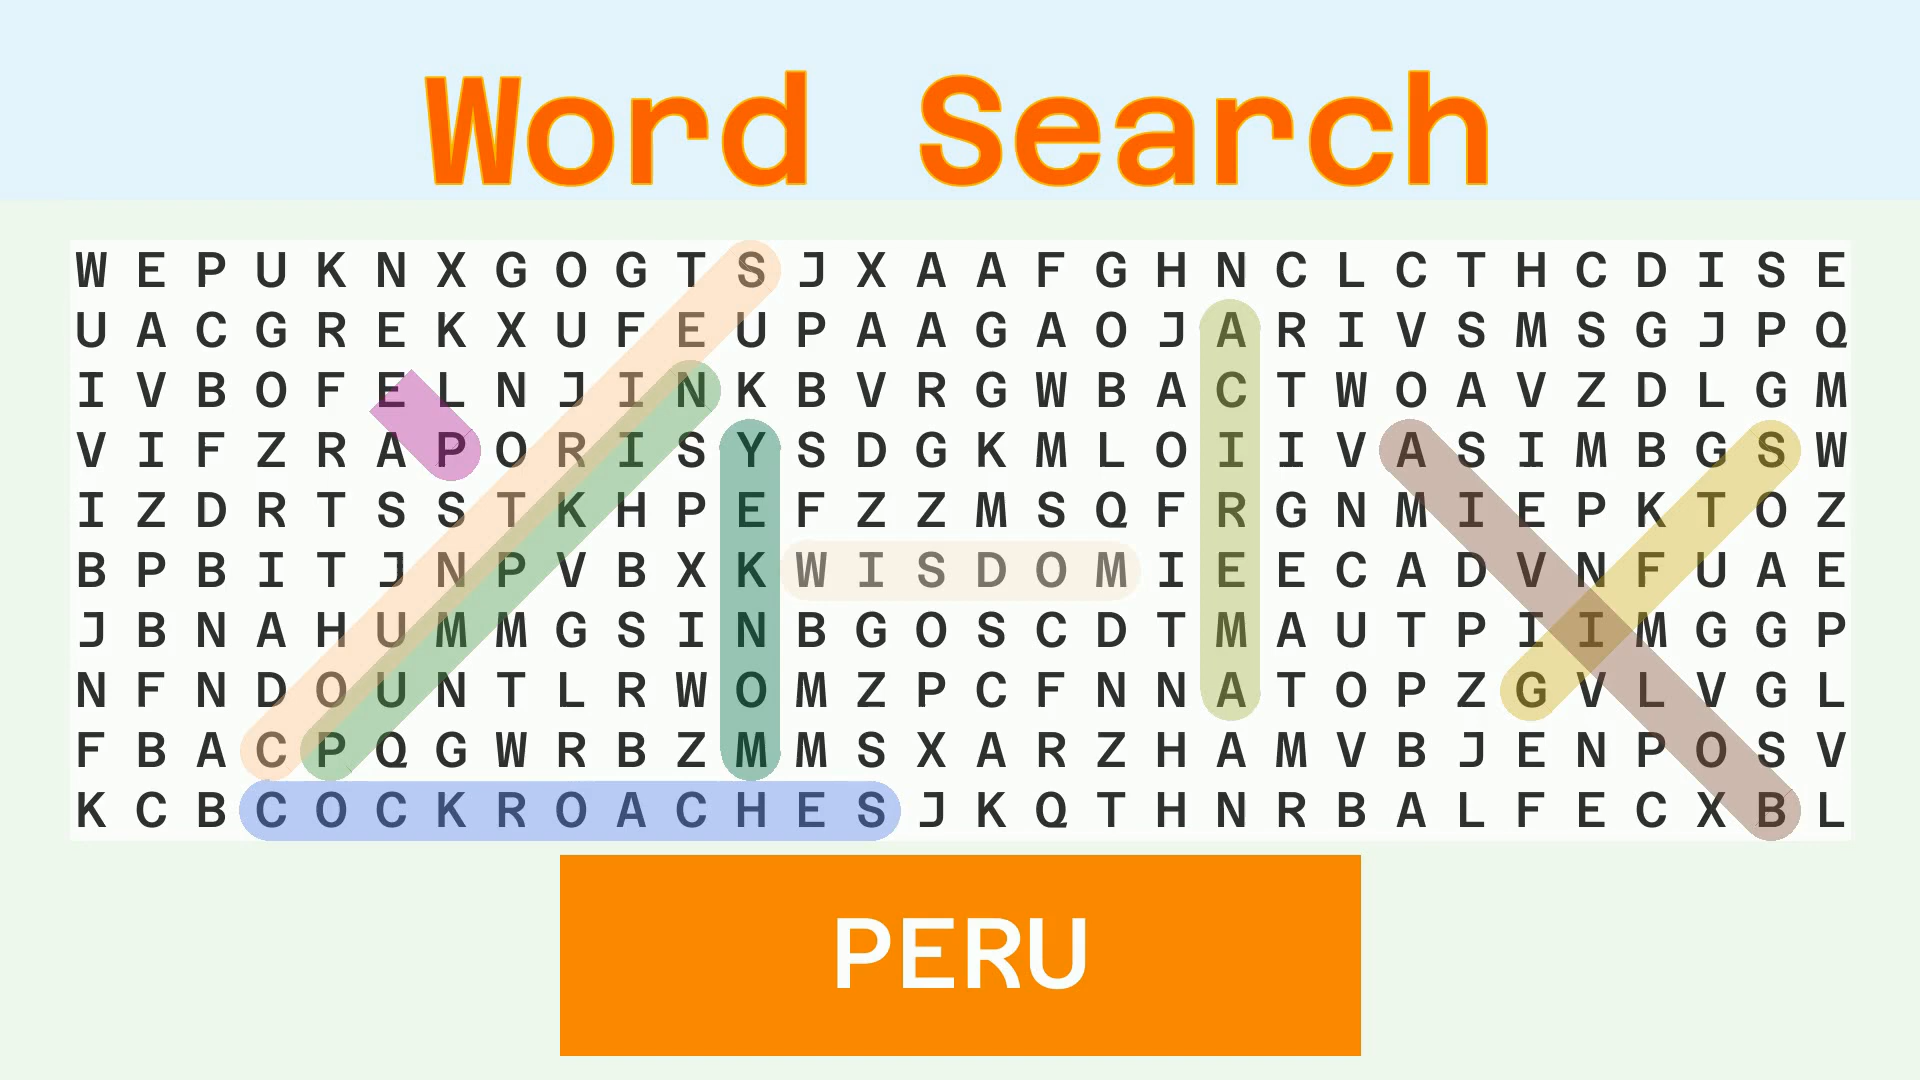 Word Search
W E P U K N X G O G T S J X A A F G H N C L C T H C D I S E
U A C G R E K X U F E U P A A G A O J A R I V S M S G J P Q
I V B O F E L N J I N K B V R G W B A C T W O A V Z D L G M
V I F Z R A P O R I S Y S D G K M L O I I V A S I M B G S W
I Z D R T S S T K H P E F Z Z M S Q F R G N M I E P K T O Z
B P B I T J N P V B X K W I S D O M I E E C A D V N F U A E
J B N A H U M M G S I N B G O S C D T M A U T P I I M G G P
N F N D O U N T L R W O M Z P C F N N A T O P Z G V L V G L
F B A C P Q G W R B Z M M S X A R Z H A M V B J E N P O S V
K C B C O C K R O A C H E S J K Q T H N R B A L F E C X B L
PERU